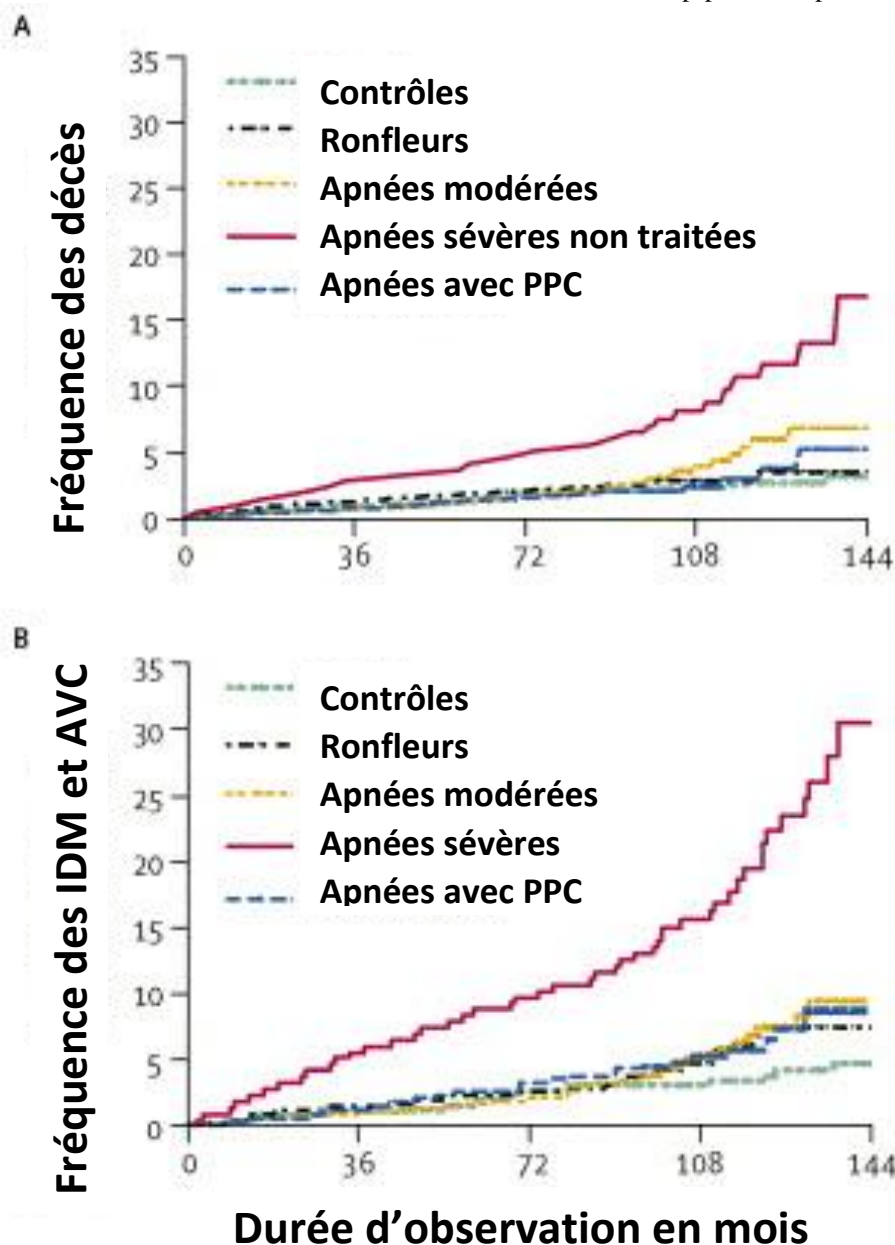 A
Fréquence des décès
35
30
25
20
15
10
5
0
Contrôles
Ronfleurs
Apnées modérées
Apnées sévères non traitées
Apnées avec PPC
0 36 72 108 144
B
Fréquence des IDM et AVC
35
30
25
20
15
10
5
0
Contrôles
Ronfleurs
Apnées modérées
Apnées sévères
Apnées avec PPC
0 36 72 108 144
Durée d’observation en mois